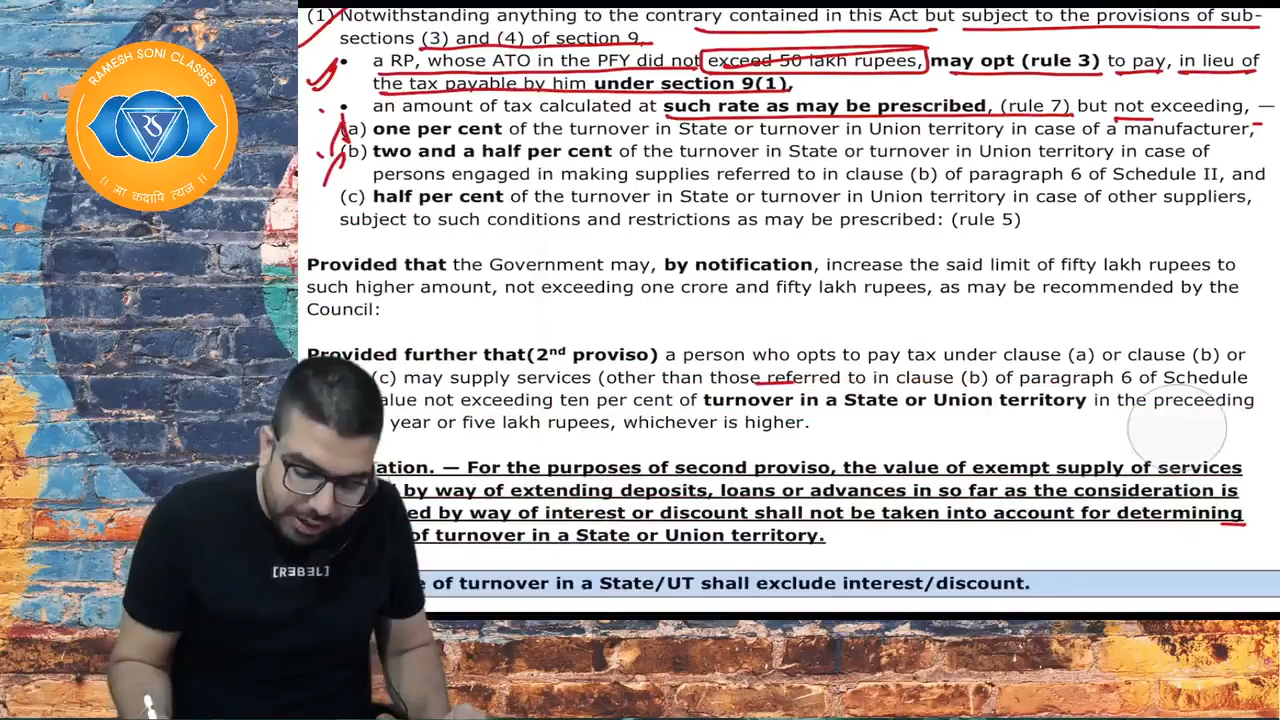 RAMESH SONI CLASSES
मा कदापि त्यज
(1) Notwithstanding anything to the contrary contained in this Act but subject to the provisions of sub-
sections (3) and (4) of section 9,
• a RP, whose ATO in the PFY did not exceed 50 lakh rupees, may opt (rule 3) to pay, in lieu of
the tax payable by him under section 9(1),
• an amount of tax calculated at such rate as may be prescribed, (rule 7) but not exceeding, —
(a) one per cent of the turnover in State or turnover in Union territory in case of a manufacturer,
(b) two and a half per cent of the turnover in State or turnover in Union territory in case of
persons engaged in making supplies referred to in clause (b) of paragraph 6 of Schedule II, and
(c) half per cent of the turnover in State or turnover in Union territory in case of other suppliers,
subject to such conditions and restrictions as may be prescribed: (rule 5)
Provided that the Government may, by notification, increase the said limit of fifty lakh rupees to
such higher amount, not exceeding one crore and fifty lakh rupees, as may be recommended by the
Council:
Provided further that(2nd proviso) a person who opts to pay tax under clause (a) or clause (b) or
(c) may supply services (other than those referred to in clause (b) of paragraph 6 of Schedule
not exceeding ten per cent of turnover in a State or Union territory in the preceeding
year or five lakh rupees, whichever is higher.
— For the purposes of second proviso, the value of exempt supply of services
by way of extending deposits, loans or advances in so far as the consideration is
by way of interest or discount shall not be taken into account for determining
of turnover in a State or Union territory.
of turnover in a State/UT shall exclude interest/discount.
[RƎBEL]